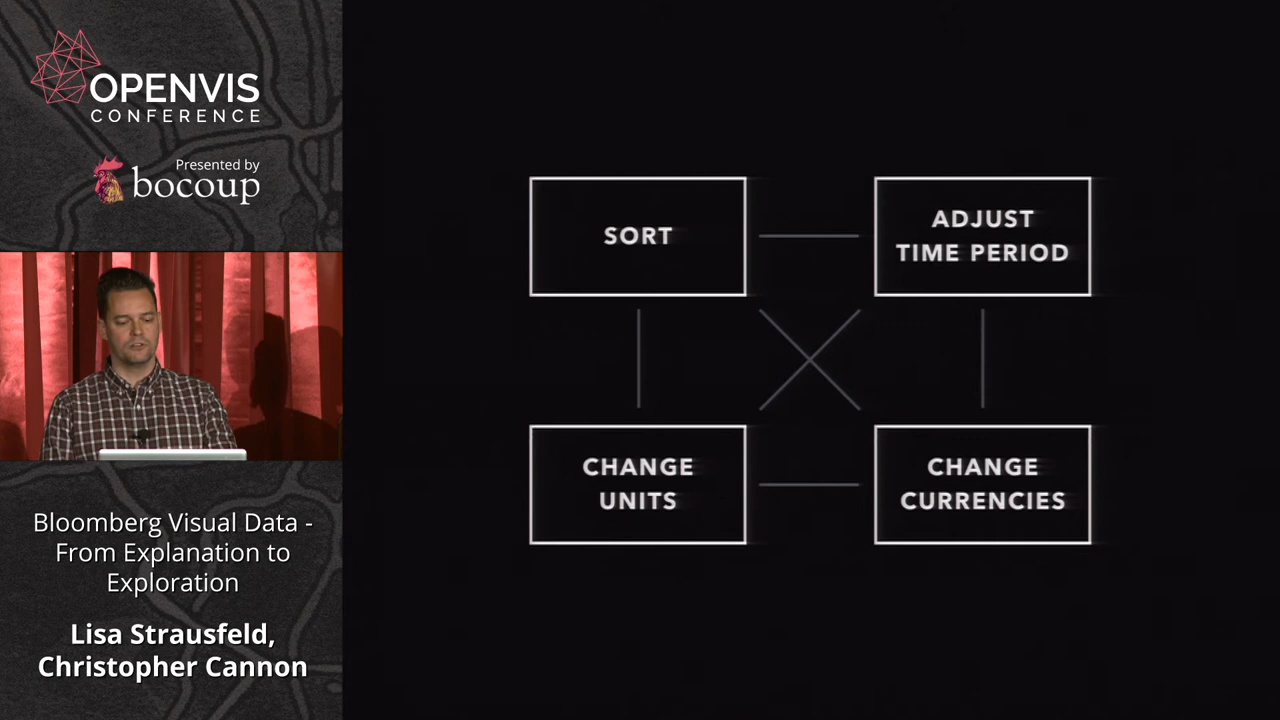 OPENVIS
CONFERENCE
Presented by
bocoup
Bloomberg Visual Data -
From Explanation to
Exploration
Lisa Strausfeld,
Christopher Cannon
SORT
ADJUST
TIME PERIOD
CHANGE
UNITS
CHANGE
CURRENCIES